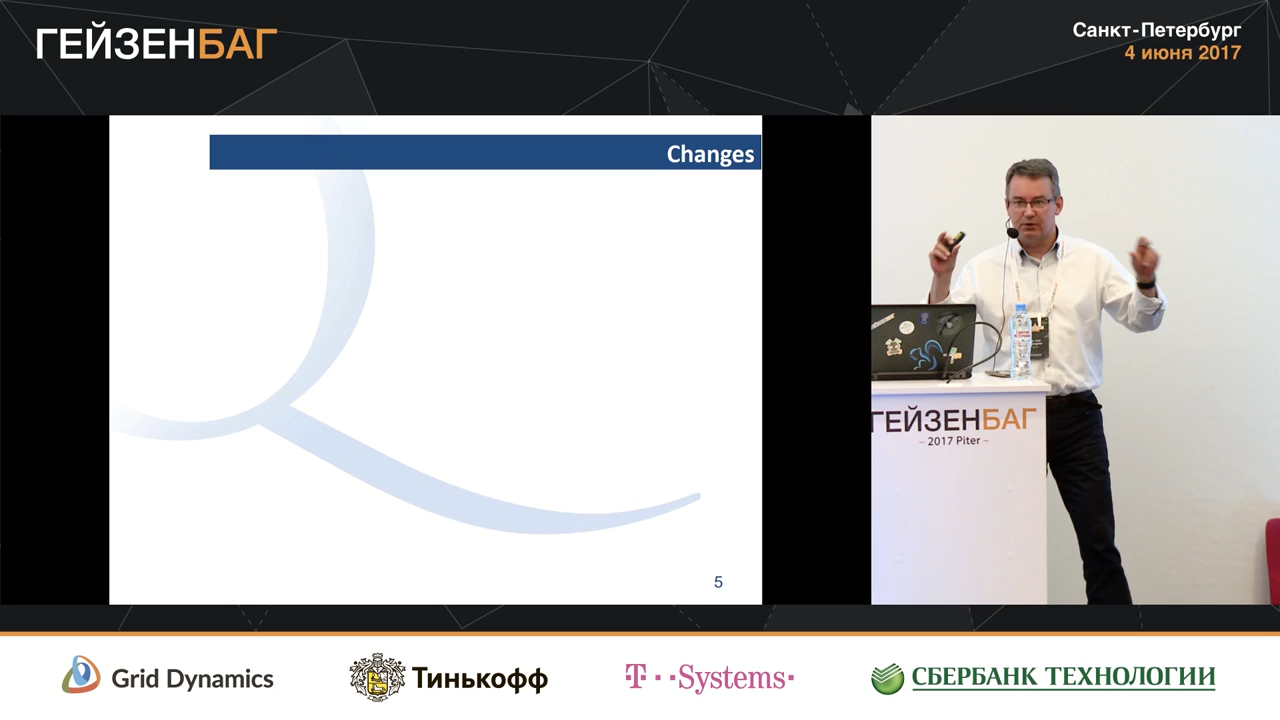 ГЕЙЗЕНБАГ
Санкт-Петербург
4 июня 2017
Changes
5
ГЕЙЗЕНБАГ
– 2017 Piter –
Grid Dynamics
Тинькофф
T··Systems·
СБЕРБАНК ТЕХНОЛОГИИ